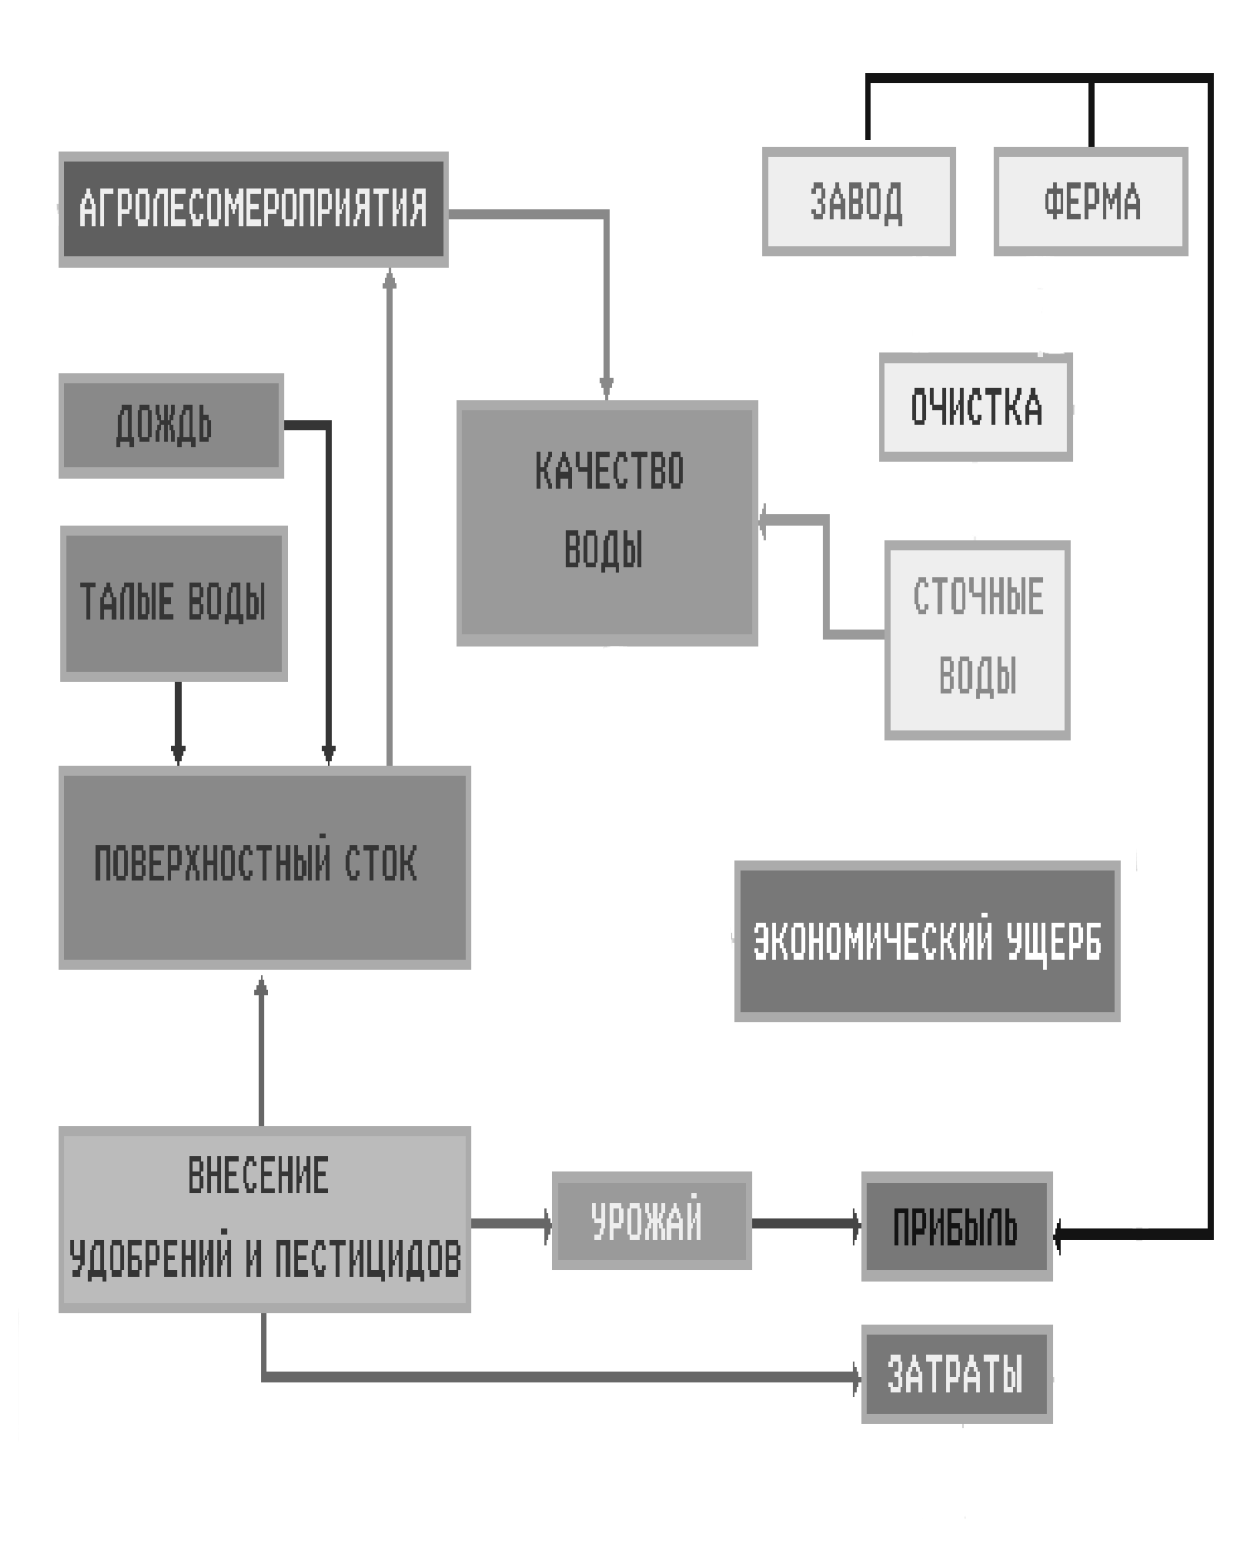 ЗАВОД
ФЕРМА
АГРОЛЕСОМЕРОПРИЯТИЯ
ДОЖДЬ
ОЧИСТКА
КАЧЕСТВО
ВОДЫ
ТАЛЫЕ ВОДЫ
СТОЧНЫЕ
ВОДЫ
ПОВЕРХНОСТНЫЙ СТОК
ЭКОНОМИЧЕСКИЙ УЩЕРБ
ВНЕСЕНИЕ
УДОБРЕНИЙ И ПЕСТИЦИДОВ
УРОЖАЙ
ПРИБЫЛЬ
ЗАТРАТЫ